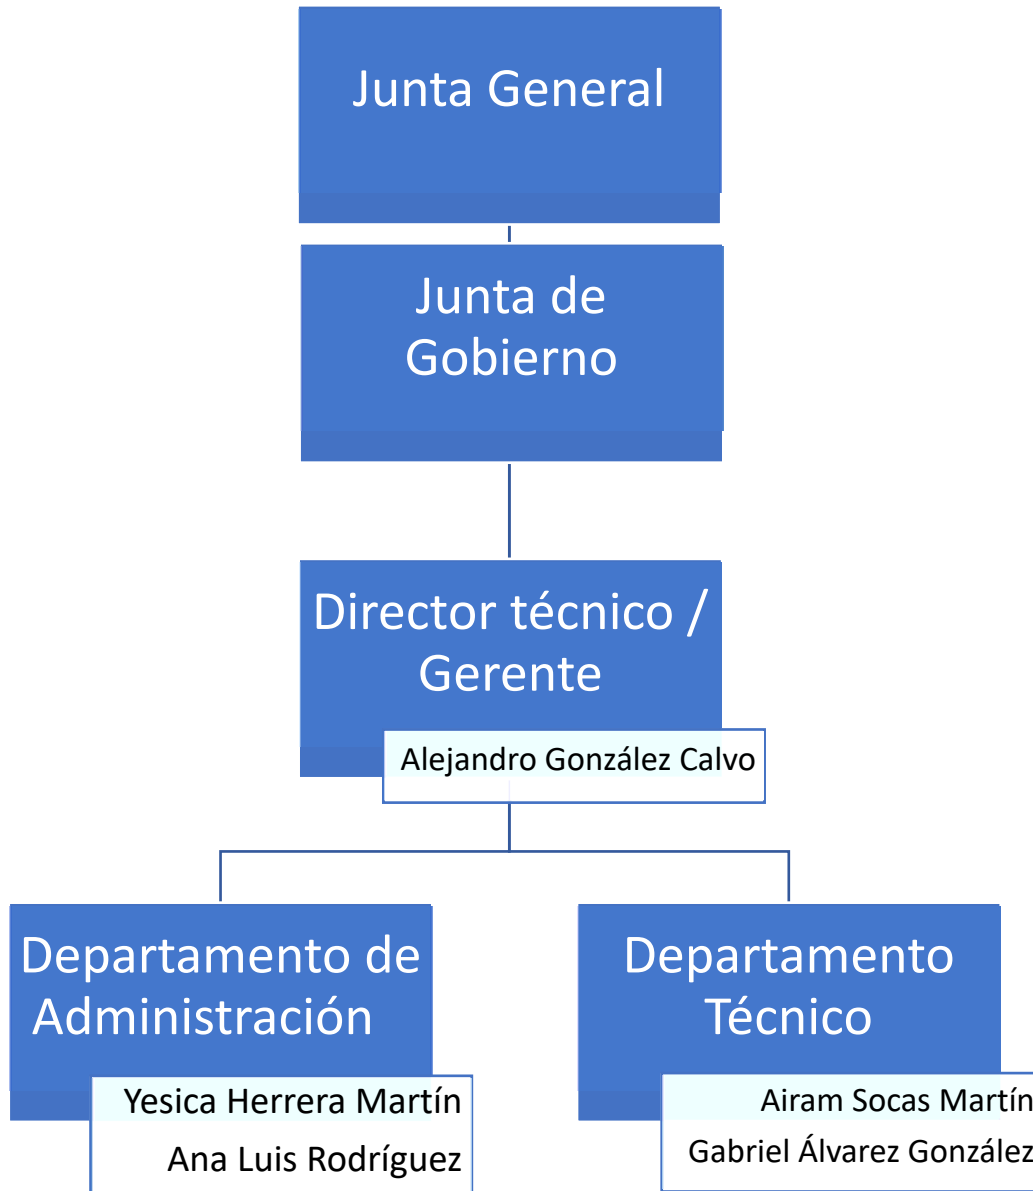 Junta General
Junta de
Gobierno
Director técnico /
Gerente
Alejandro González Calvo
Departamento de
Administración
Yesica Herrera Martín
Ana Luis Rodríguez
Departamento
Técnico
Airam Socas Martín
Gabriel Álvarez González